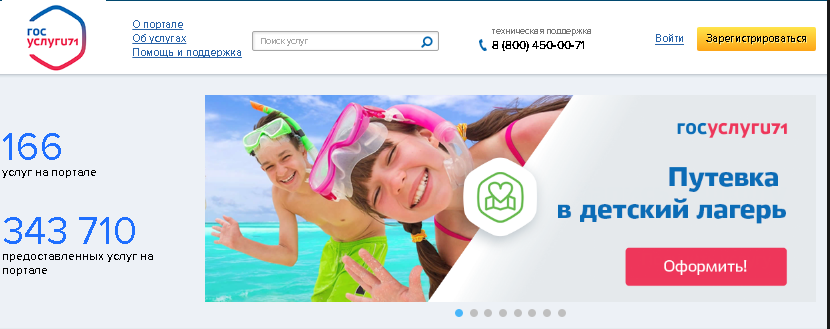 гос
услуги71
О портале
Об услугах
Помощь и поддержка
Поиск услуг
техническая поддержка
8 (800) 450-00-71
Войти
Зарегистрироваться
166
услуг на портале
343 710
предоставленных услуг на
портале
госуслуги71
Путевка
в детский лагерь
Оформить!